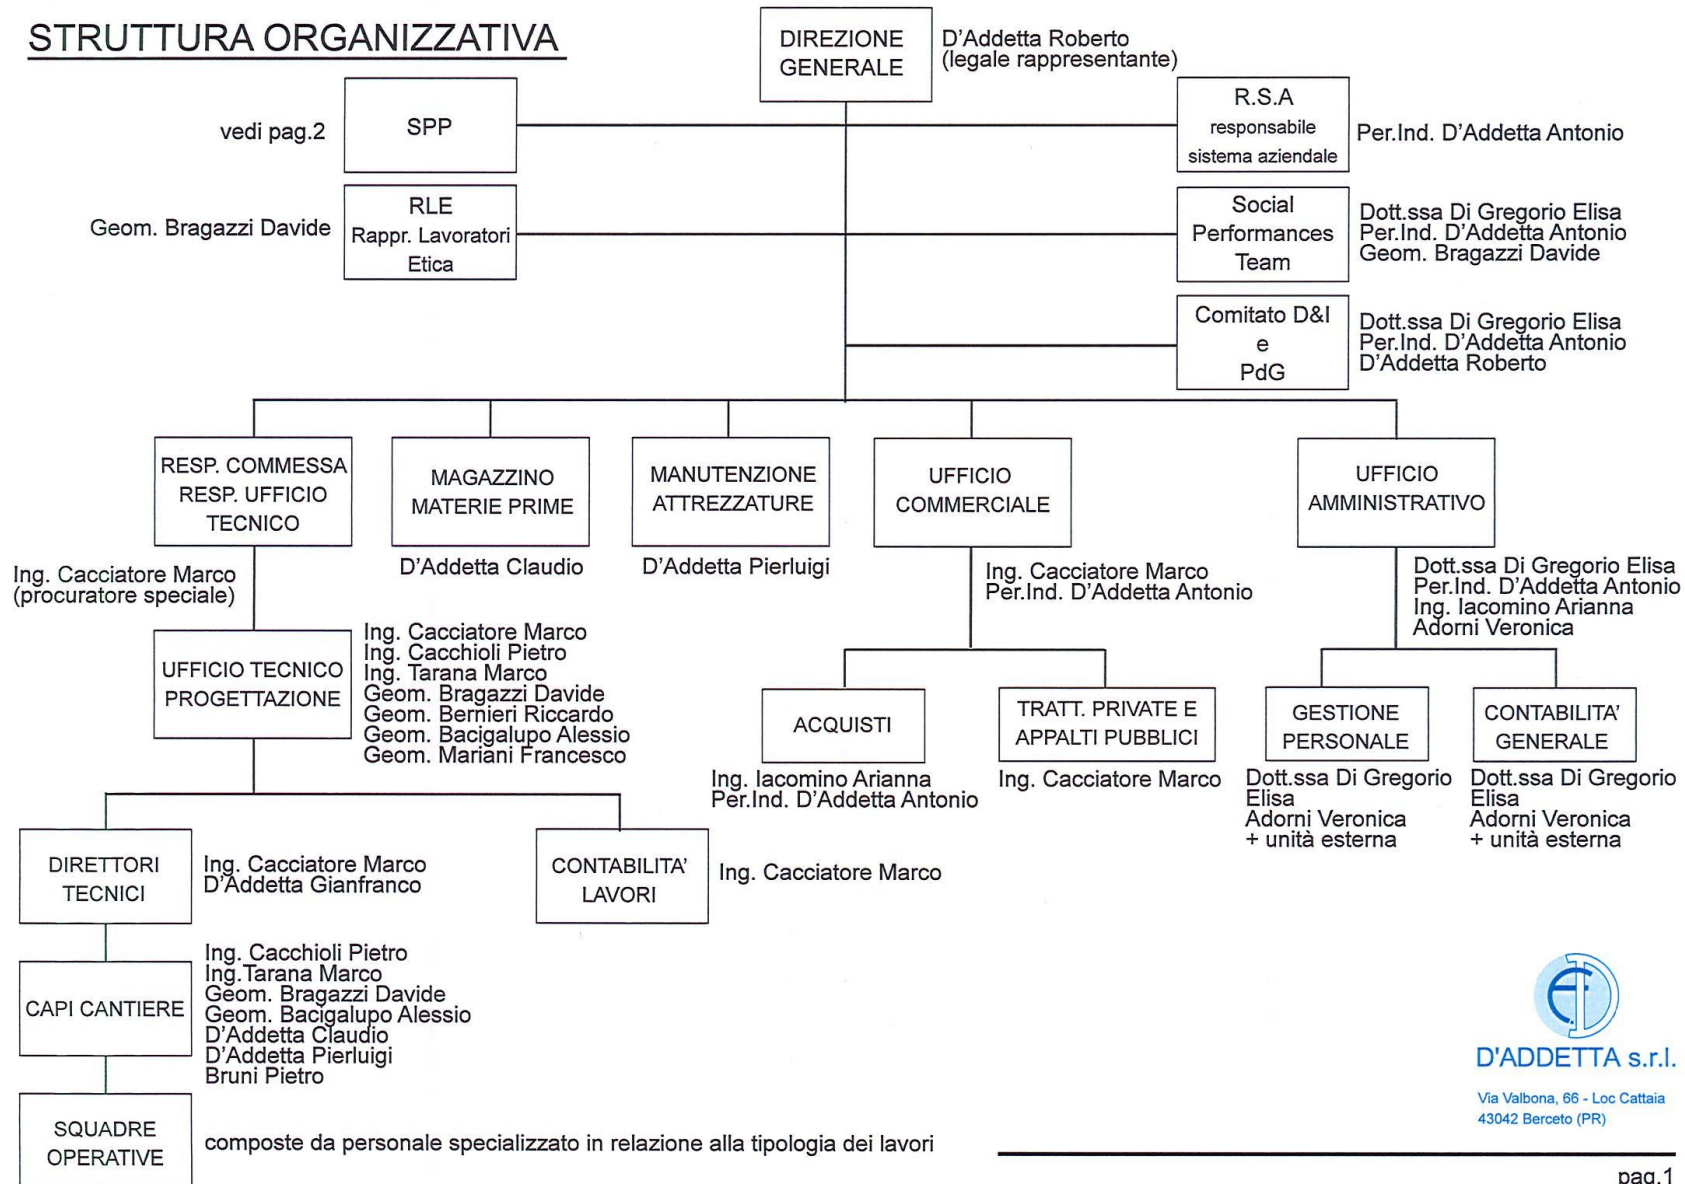 STRUTTURA ORGANIZZATIVA
DIREZIONE
GENERALE
D'Addetta Roberto
(legale rappresentante)
vedi pag.2
SPP
R.S.A
responsabile
sistema aziendale
Per.Ind. D'Addetta Antonio
Geom. Bragazzi Davide
RLE
Rappr. Lavoratori
Etica
Social
Performances
Team
Dott.ssa Di Gregorio Elisa
Per.Ind. D'Addetta Antonio
Geom. Bragazzi Davide
Comitato D&I
e
PdG
Dott.ssa Di Gregorio Elisa
Per.Ind. D'Addetta Antonio
D'Addetta Roberto
RESP. COMMESSA
RESP. UFFICIO
TECNICO
MAGAZZINO
MATERIE PRIME
MANUTENZIONE
ATTREZZATURE
UFFICIO
COMMERCIALE
UFFICIO
AMMINISTRATIVO
Ing. Cacciatore Marco
(procuratore speciale)
D'Addetta Claudio
D'Addetta Pierluigi
Ing. Cacciatore Marco
Per.Ind. D'Addetta Antonio
Dott.ssa Di Gregorio Elisa
Per.Ind. D'Addetta Antonio
Ing. Iacomino Arianna
Adorni Veronica
UFFICIO TECNICO
PROGETTAZIONE
Ing. Cacciatore Marco
Ing. Cacchioli Pietro
Ing. Tarana Marco
Geom. Bragazzi Davide
Geom. Bernieri Riccardo
Geom. Bacigalupo Alessio
Geom. Mariani Francesco
ACQUISTI
TRATT. PRIVATE E
APPALTI PUBBLICI
GESTIONE
PERSONALE
CONTABILITA'
GENERALE
Ing. Iacomino Arianna
Per.Ind. D'Addetta Antonio
Ing. Cacciatore Marco
Dott.ssa Di Gregorio
Elisa
Adorni Veronica
+ unità esterna
Dott.ssa Di Gregorio
Elisa
Adorni Veronica
+ unità esterna
DIRETTORI
TECNICI
Ing. Cacciatore Marco
D'Addetta Gianfranco
CONTABILITA'
LAVORI
Ing. Cacciatore Marco
CAPI CANTIERE
Ing. Cacchioli Pietro
Ing.Tarana Marco
Geom. Bragazzi Davide
Geom. Bacigalupo Alessio
D'Addetta Claudio
D'Addetta Pierluigi
Bruni Pietro
SQUADRE
OPERATIVE
composte da personale specializzato in relazione alla tipologia dei lavori
D'ADDETTA s.r.l.
Via Valbona, 66 - Loc Cattaia
43042 Berceto (PR)
pag.1